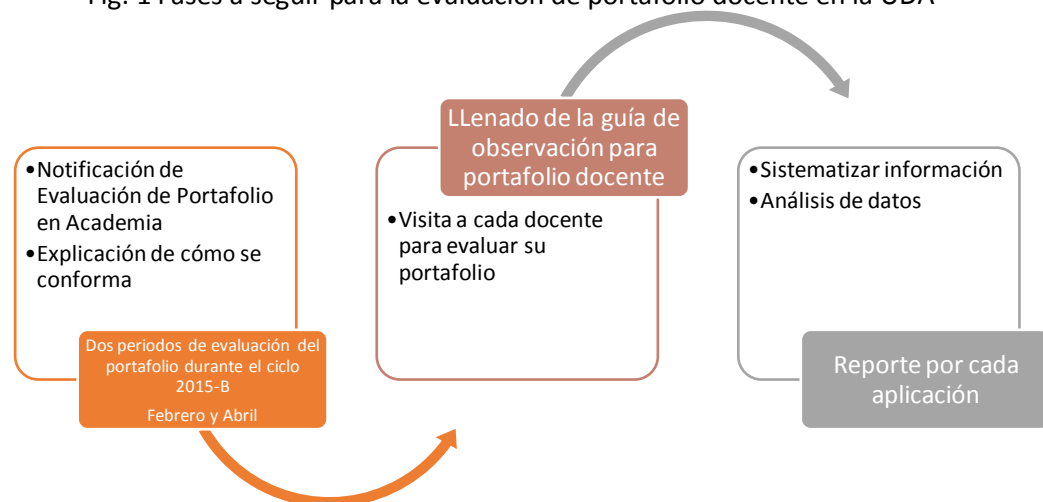 Fig. 1 Fases a seguir para la evaluación de portafolio docente en la UDA
•Notificación de
Evaluación de Portafolio
en Academia
•Explicación de cómo se
conforma
Dos periodos de evaluación del
portafolio durante el ciclo
2015-B
Febrero y Abril
LLenado de la guía de
observación para
portafolio docente
•Visita a cada docente
para evaluar su
portafolio
•Sistematizar información
•Análisis de datos
Reporte por cada
aplicación